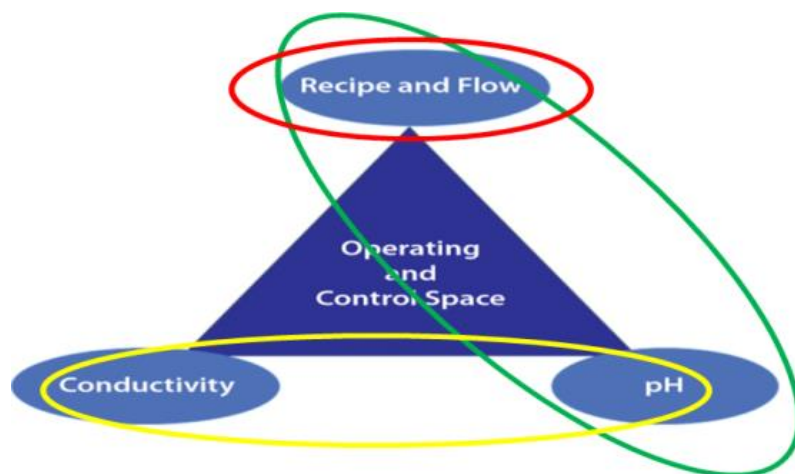 Recipe and Flow
Operating
and
Control Space
Conductivity
pH